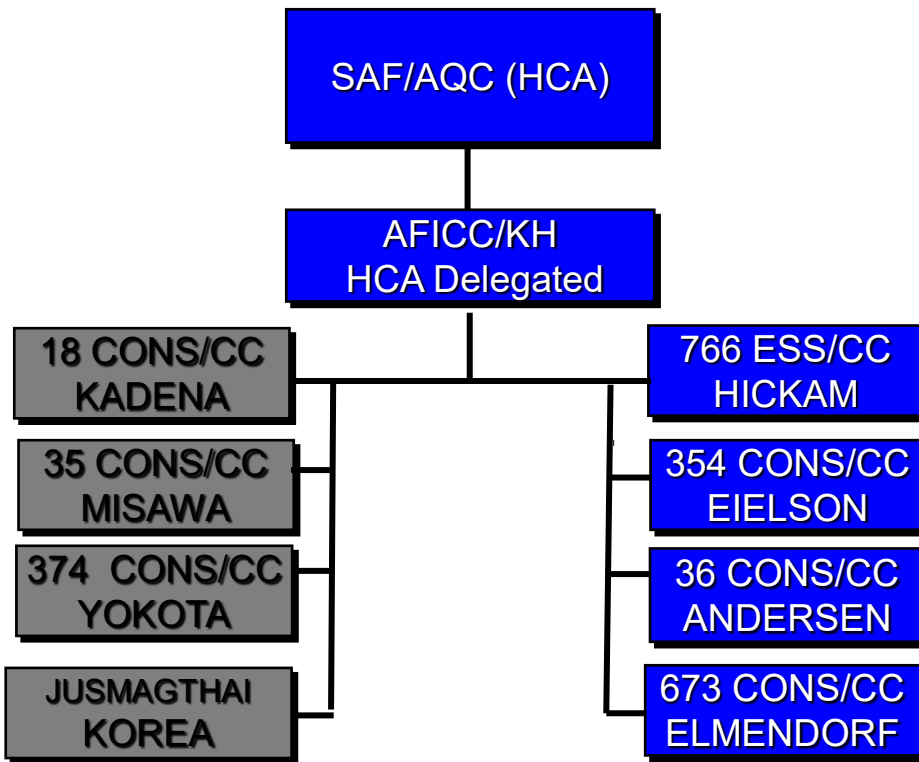 SAF/AQC (HCA)
AFICC/KH
HCA Delegated
18 CONS/CC
KADENA
35 CONS/CC
MISAWA
374 CONS/CC
YOKOTA
JUSMAGTHAI
KOREA
766 ESS/CC
HICKAM
354 CONS/CC
EIELSON
36 CONS/CC
ANDERSEN
673 CONS/CC
ELMENDORF